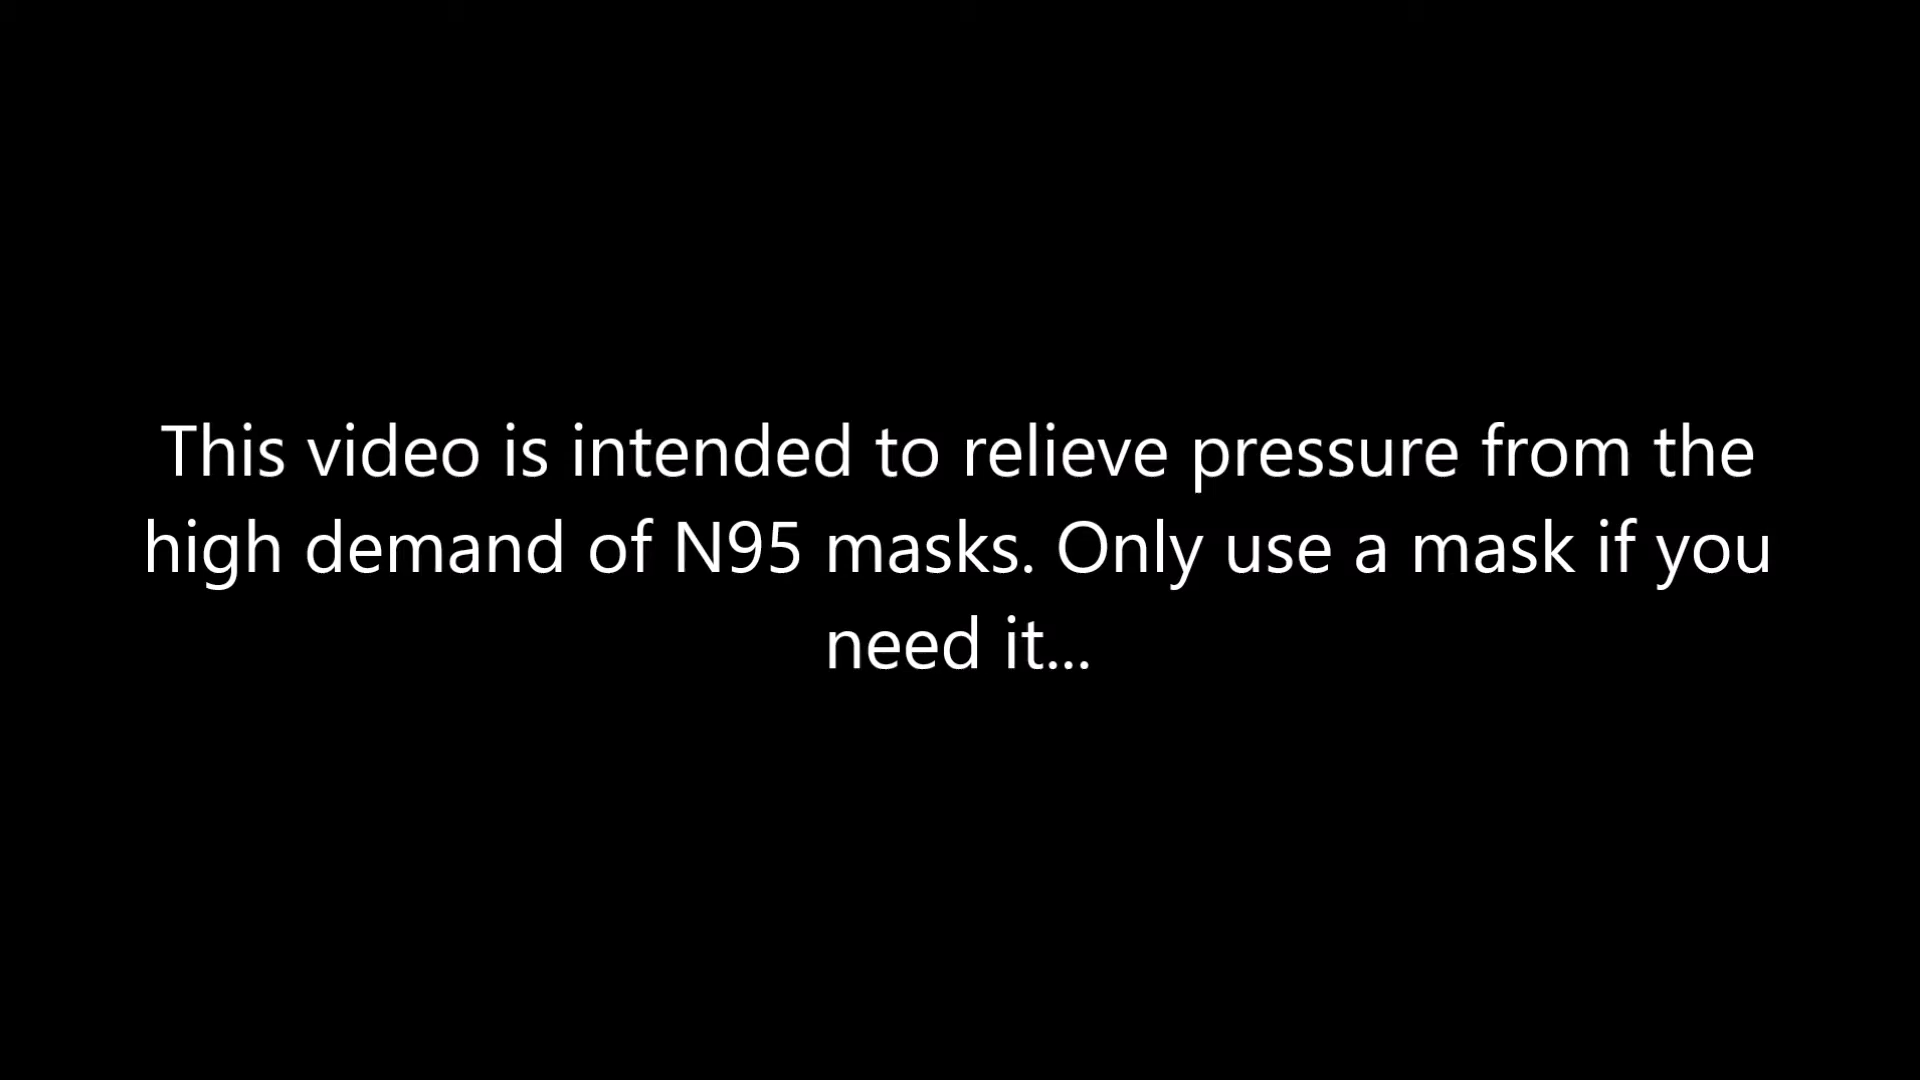 This video is intended to relieve pressure from the
high demand of N95 masks. Only use a mask if you
need it...